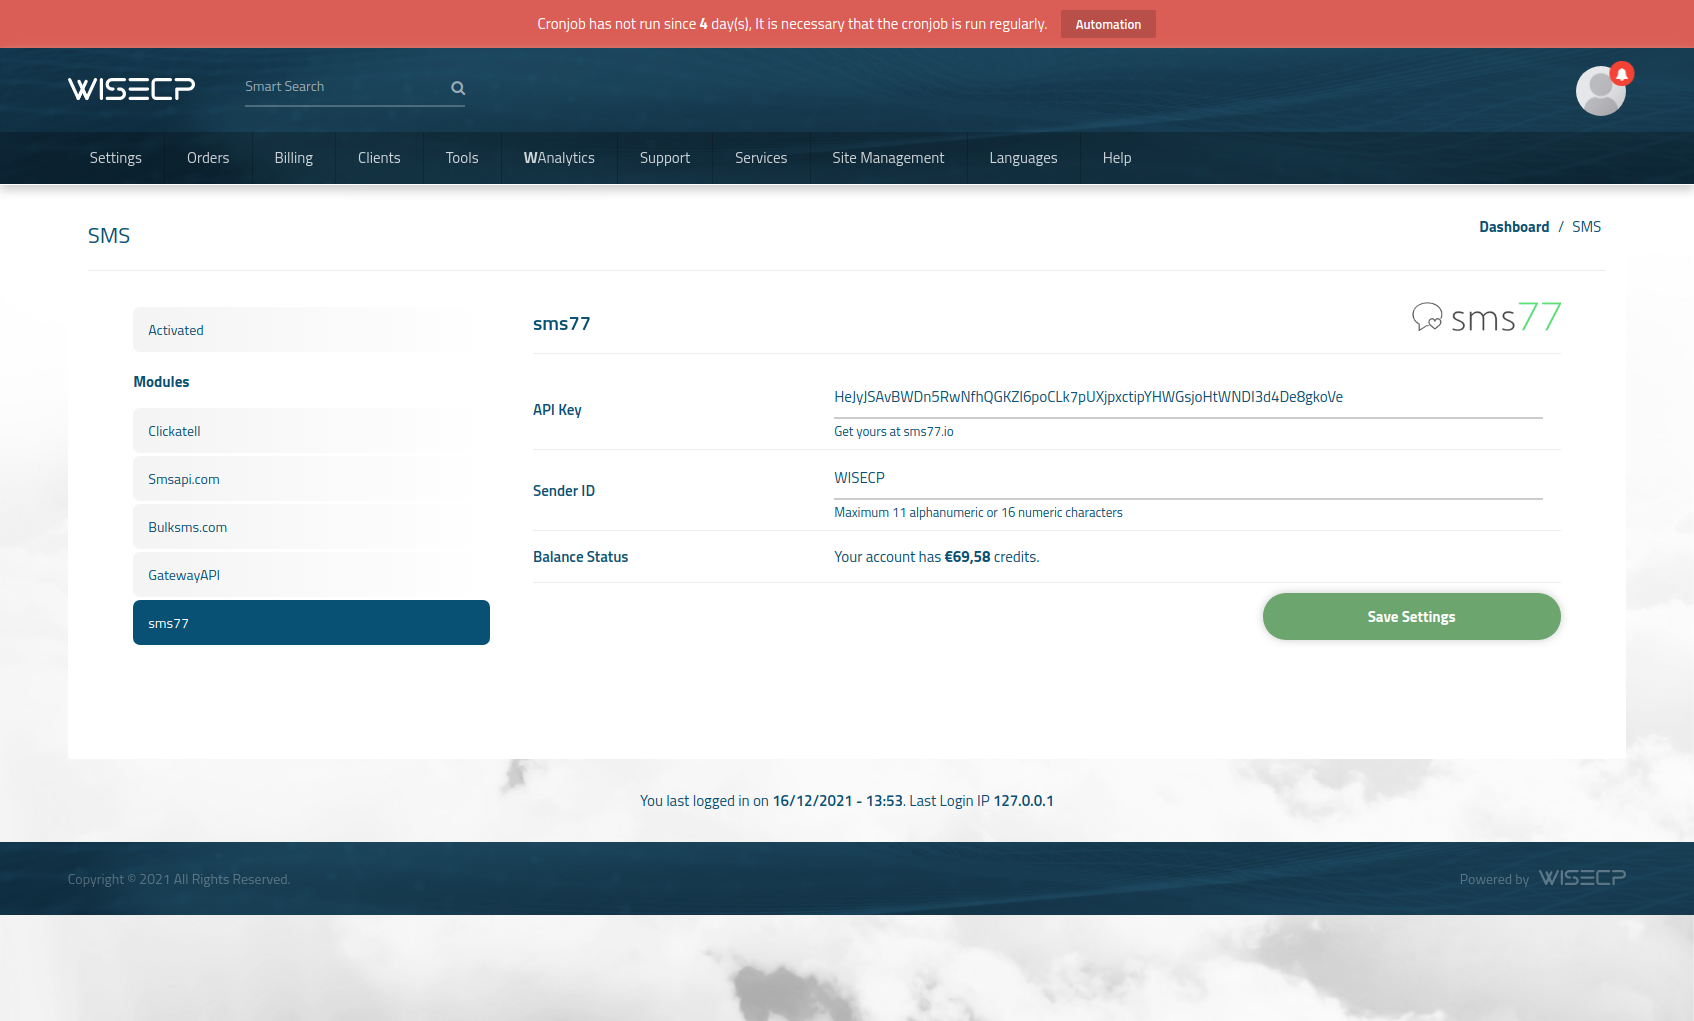 Cronjob has not run since 4 day(s), It is necessary that the cronjob is run regularly. Automation
WISECP
Smart Search
Settings Orders Billing Clients Tools WAnalytics Support Services Site Management Languages Help
SMS
Dashboard / SMS
Activated
Modules
Clickatell
Smsapi.com
Bulksms.com
GatewayAPI
sms77
sms77
sms77
API Key
HeJyJSAvBWDn5RwNfhQGKZI6poCLk7pUXjpxctipYHWGsjoHtWNDI3d4De8gkoVe
Get yours at sms77.io
Sender ID
WISECP
Maximum 11 alphanumeric or 16 numeric characters
Balance Status
Your account has €69,58 credits.
Save Settings
You last logged in on 16/12/2021 - 13:53. Last Login IP 127.0.0.1
Copyright © 2021 All Rights Reserved.
Powered by WISECP